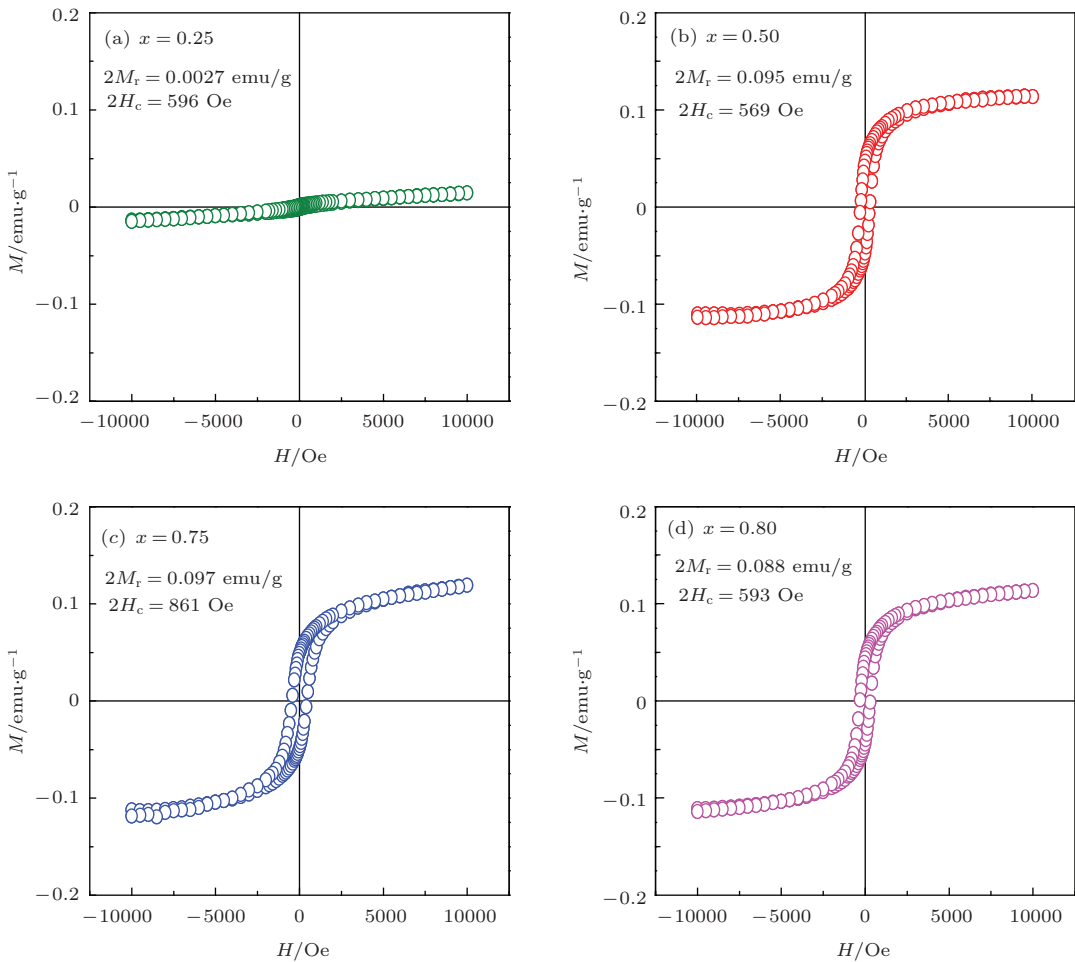 (a) x = 0.25
2Mr = 0.0027 emu/g
2Hc = 596 Oe
0.2
0.1
0
−0.1
−0.2
M/emu·g−1
−10000 −5000 0 5000 10000
H/Oe
(b) x = 0.50
2Mr = 0.095 emu/g
2Hc = 569 Oe
0.2
0.1
0
−0.1
−0.2
M/emu·g−1
−10000 −5000 0 5000 10000
H/Oe
(c) x = 0.75
2Mr = 0.097 emu/g
2Hc = 861 Oe
0.2
0.1
0
−0.1
−0.2
M/emu·g−1
−10000 −5000 0 5000 10000
H/Oe
(d) x = 0.80
2Mr = 0.088 emu/g
2Hc = 593 Oe
0.2
0.1
0
−0.1
−0.2
M/emu·g−1
−10000 −5000 0 5000 10000
H/Oe